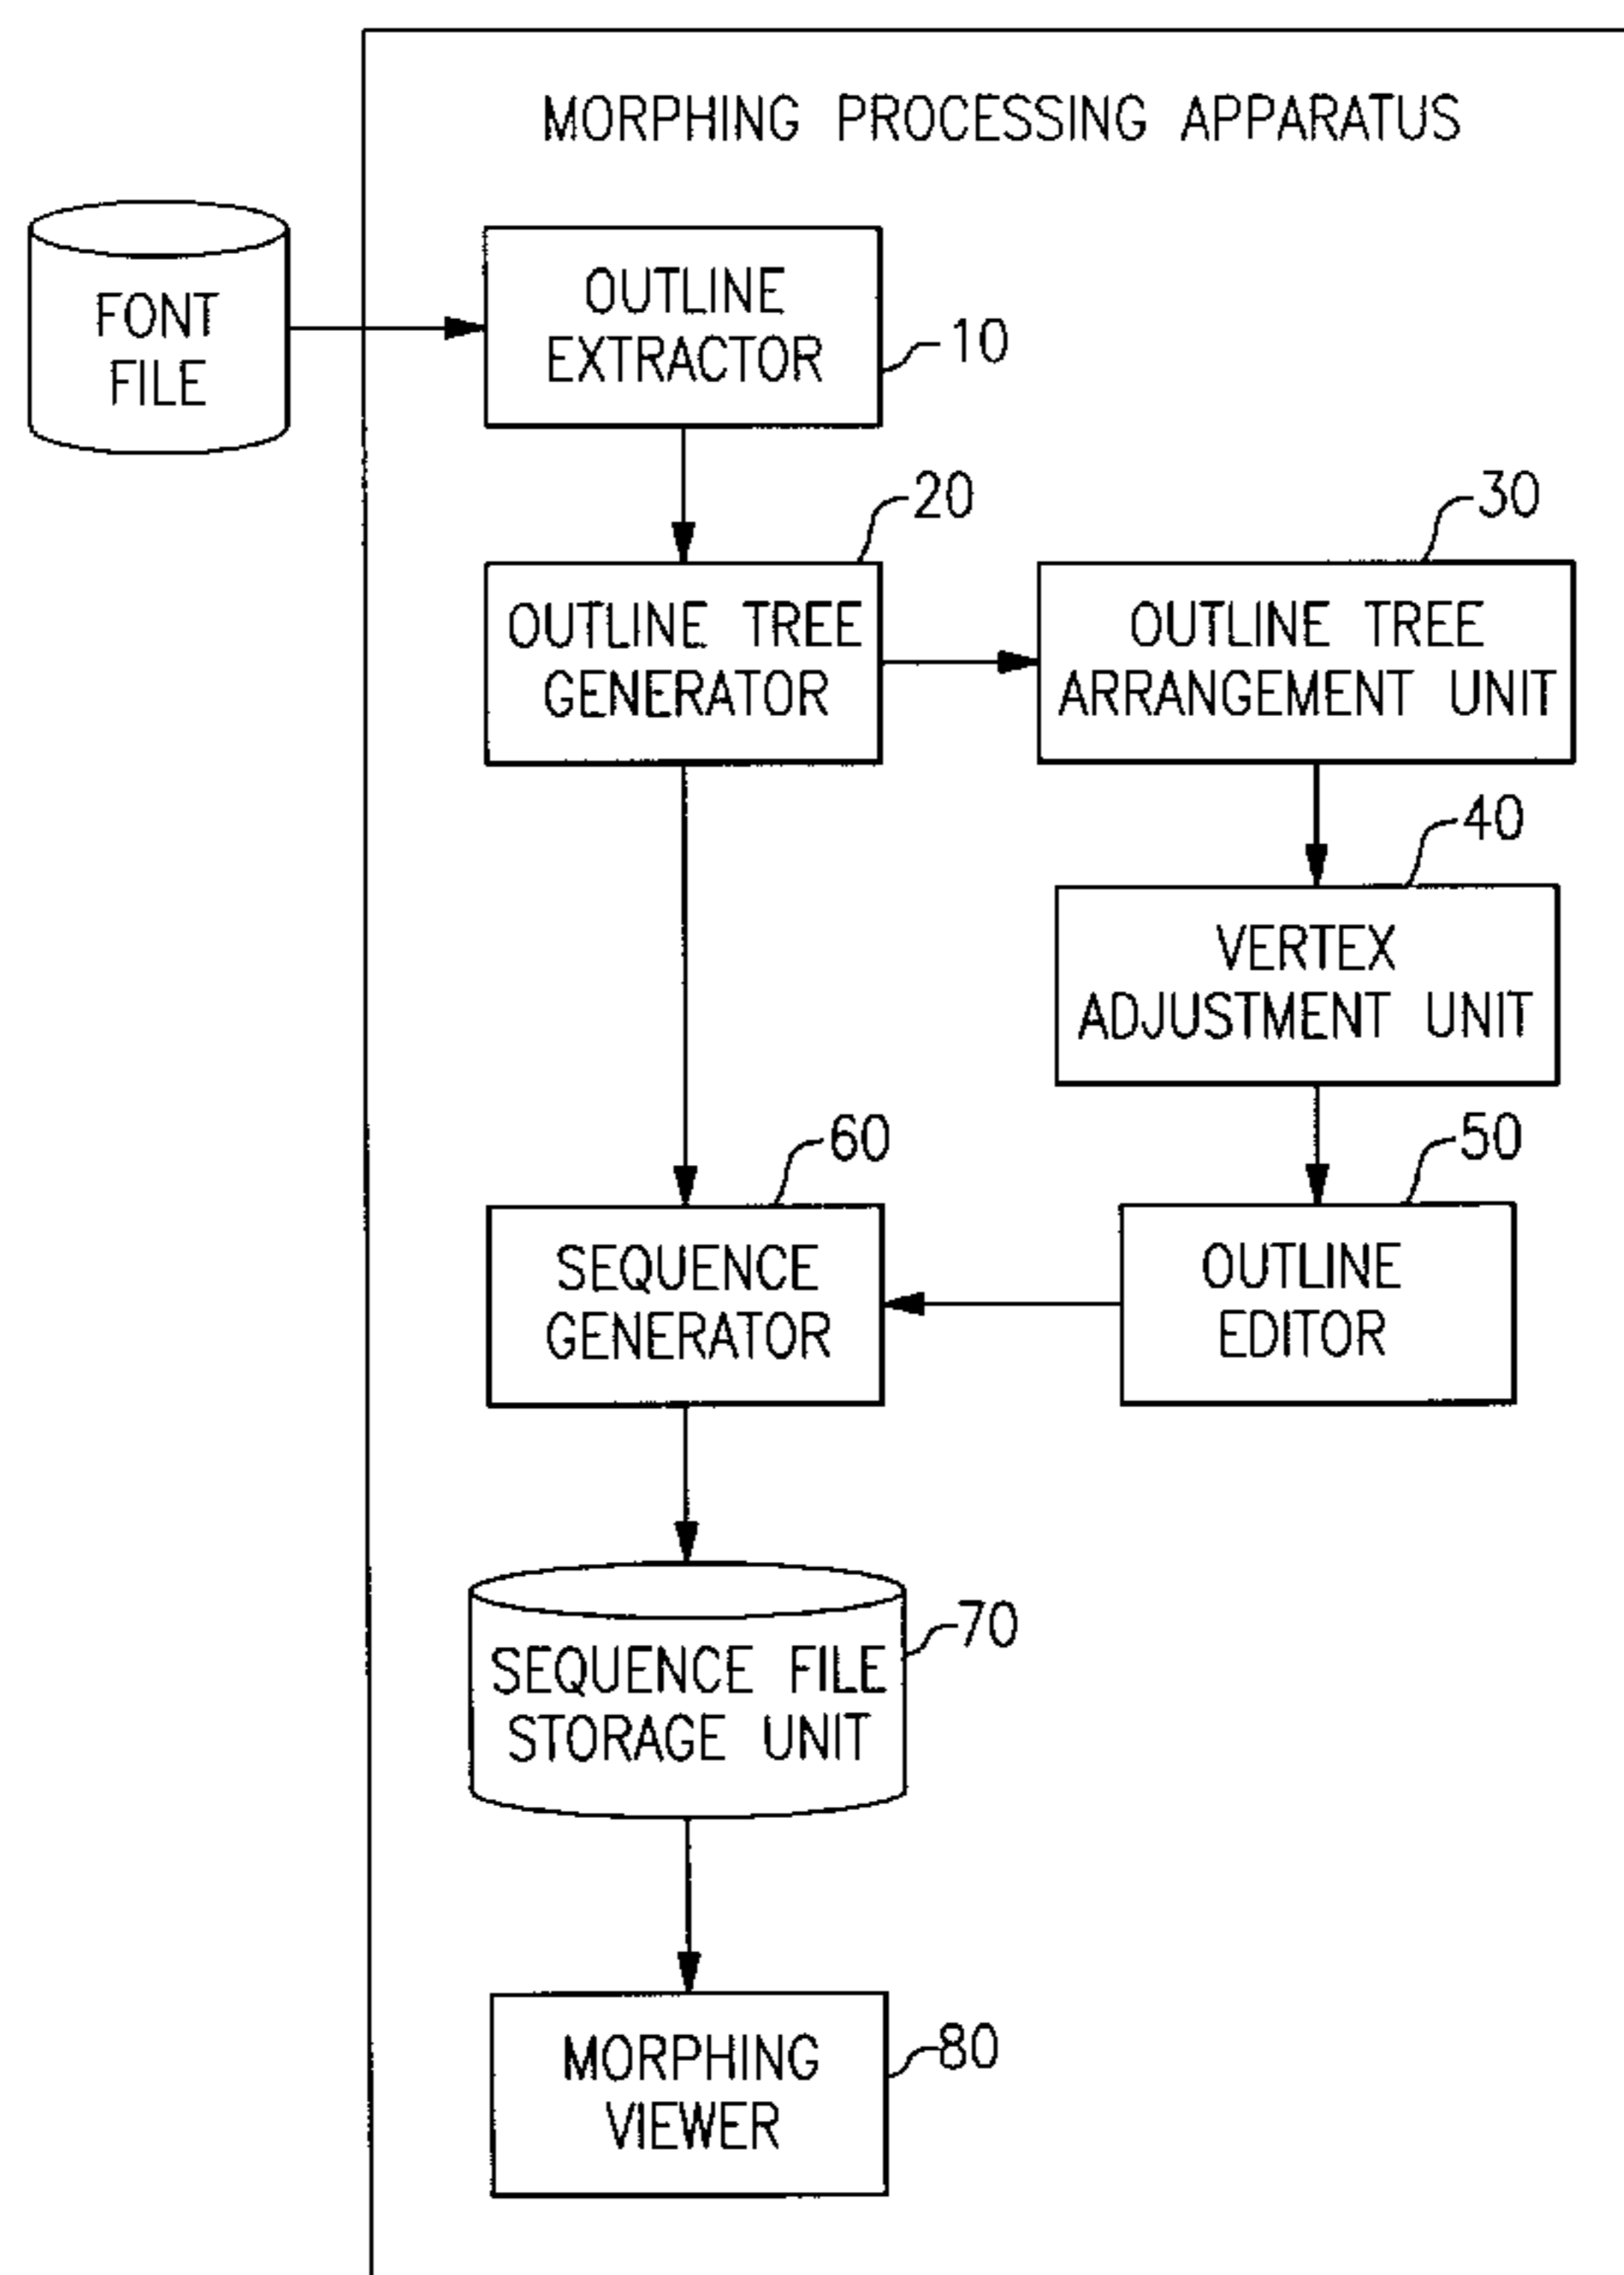 MORPHING PROCESSING APPARATUS
FONT
FILE
OUTLINE
EXTRACTOR
10
20
30
OUTLINE TREE
GENERATOR
OUTLINE TREE
ARRANGEMENT UNIT
40
VERTEX
ADJUSTMENT UNIT
60
50
SEQUENCE
GENERATOR
OUTLINE
EDITOR
70
SEQUENCE FILE
STORAGE UNIT
80
MORPHING
VIEWER